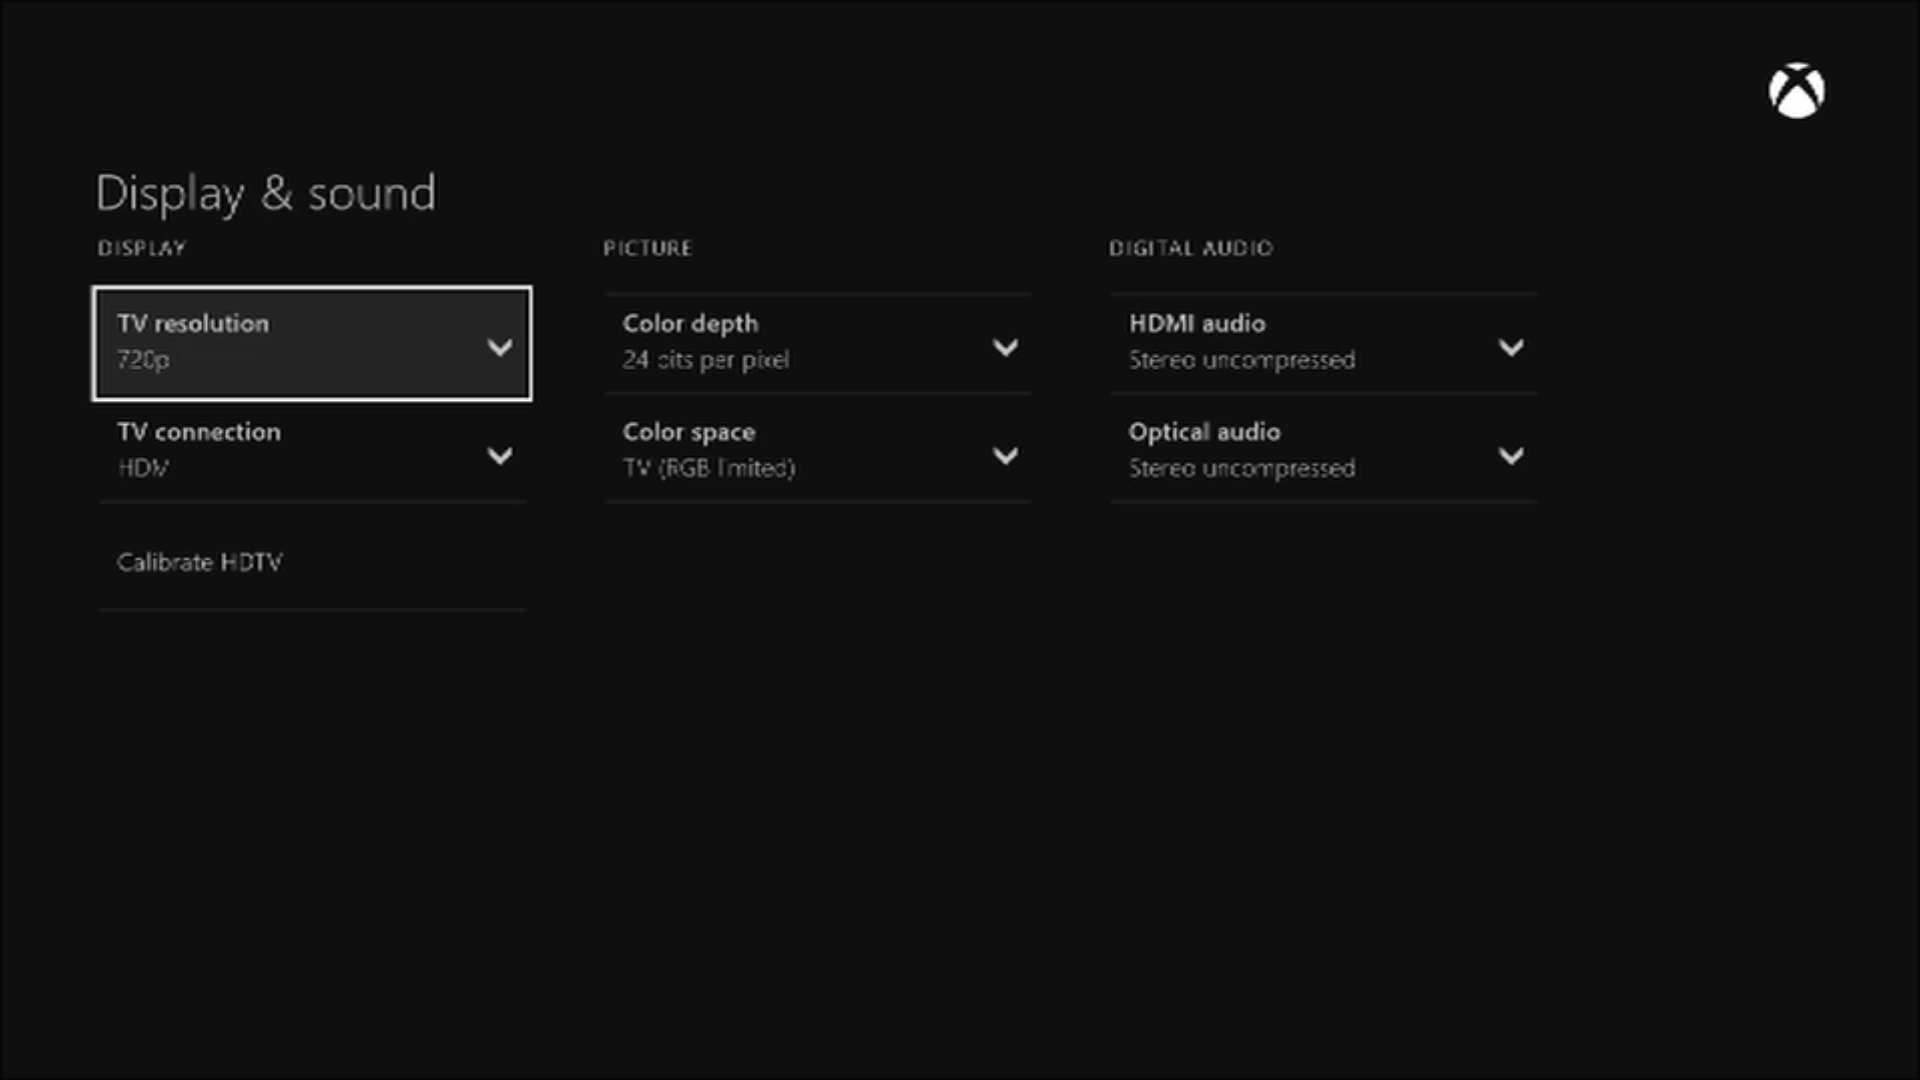 Display & sound
DISPLAY
TV resolution
720p
TV connection
HDMI
Calibrate HDTV
PICTURE
Color depth
24 bits per pixel
Color space
TV (RGB limited)
DIGITAL AUDIO
HDMI audio
Stereo uncompressed
Optical audio
Stereo uncompressed